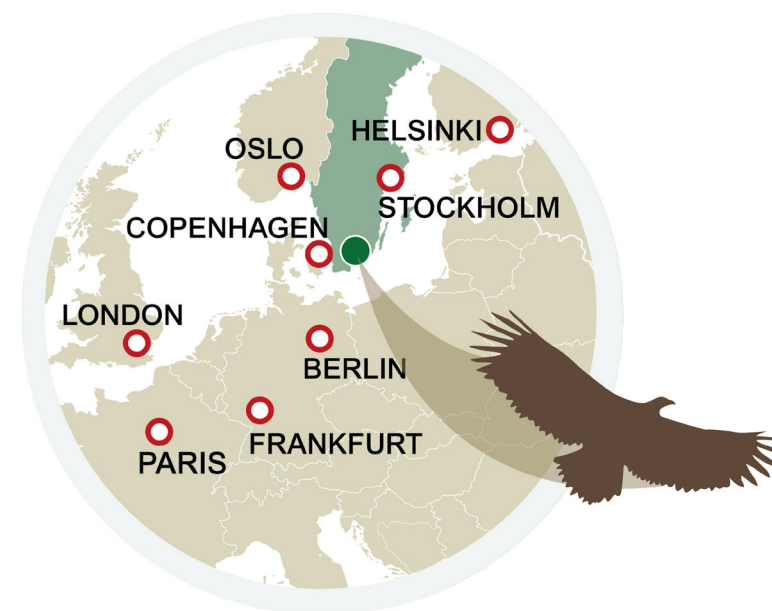 HELSINKI
OSLO
STOCKHOLM
COPENHAGEN
LONDON
BERLIN
FRANKFURT
PARIS